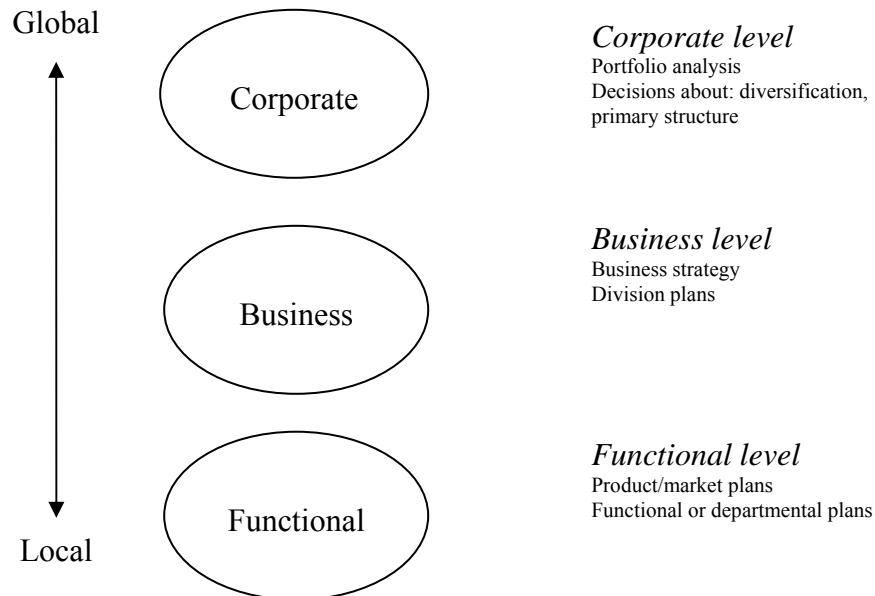 Global
Corporate
Corporate level
Portfolio analysis
Decisions about: diversification,
primary structure
Business
Business level
Business strategy
Division plans
Functional
Functional level
Product/market plans
Functional or departmental plans
Local